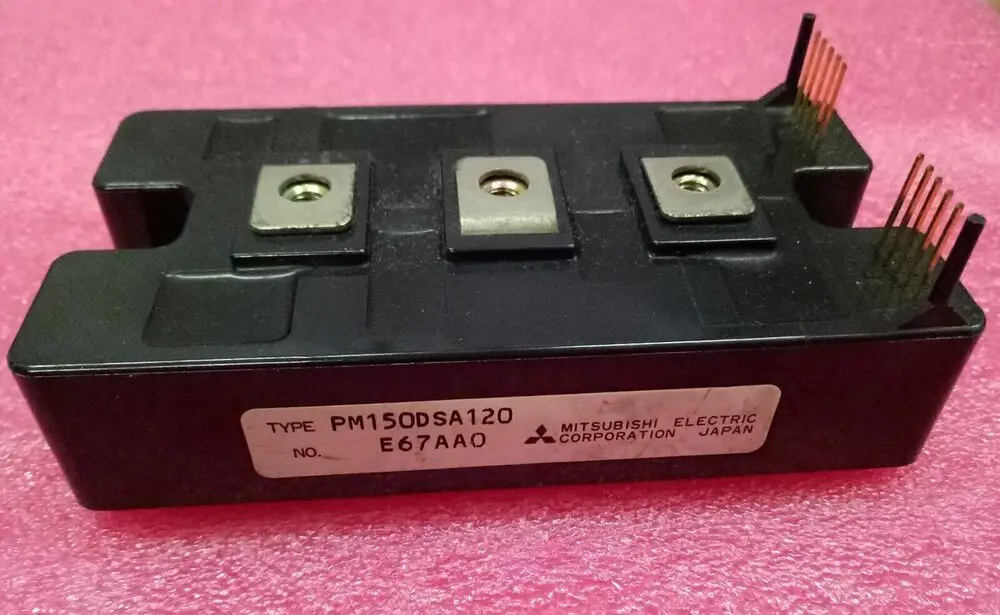 TYPE PM150DSA120
NO. E67AA0
MITSUBISHI ELECTRIC
CORPORATION JAPAN